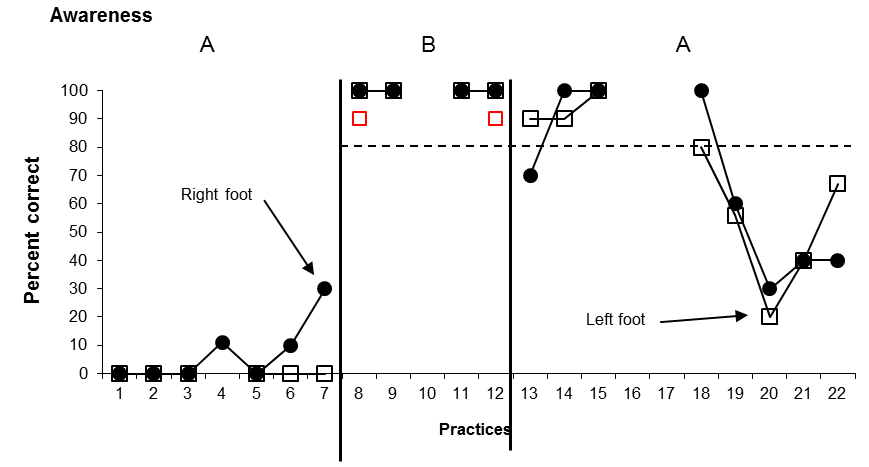 Awareness
A B A
100
90
80
70
60
50
40
30
20
10
0
Percent correct
Right foot
Left foot
1 2 3 4 5 6 7 8 9 10 11 12 13 14 15 16 17 18 19 20 21 22
Practices